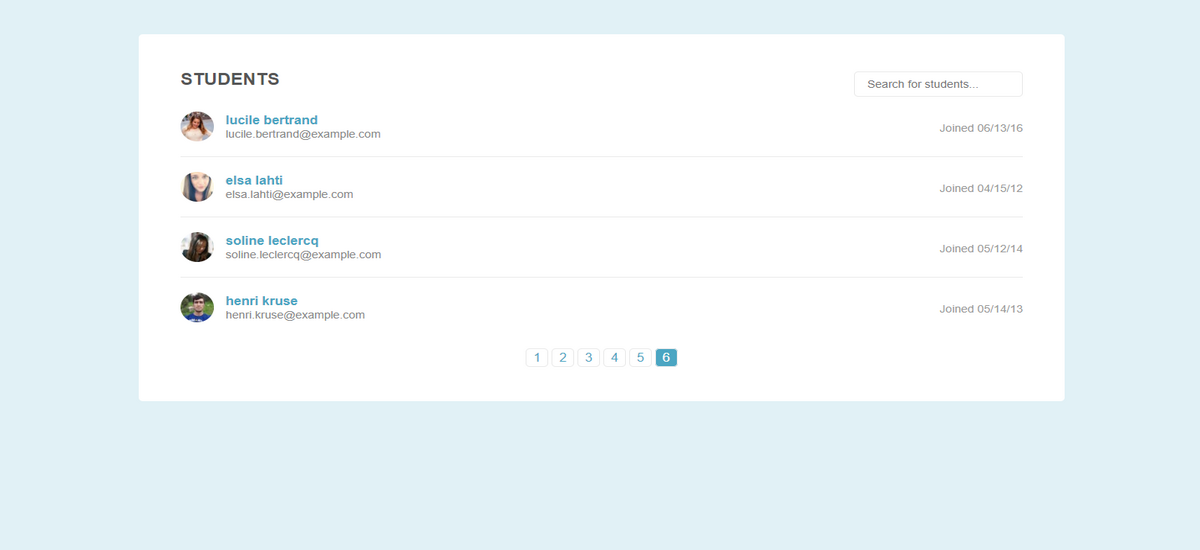 STUDENTS
Search for students...
lucile bertrand
lucile.bertrand@example.com
Joined 06/13/16
elsa lahti
elsa.lahti@example.com
Joined 04/15/12
soline leclercq
soline.leclercq@example.com
Joined 05/12/14
henri kruse
henri.kruse@example.com
Joined 05/14/13
1 2 3 4 5 6